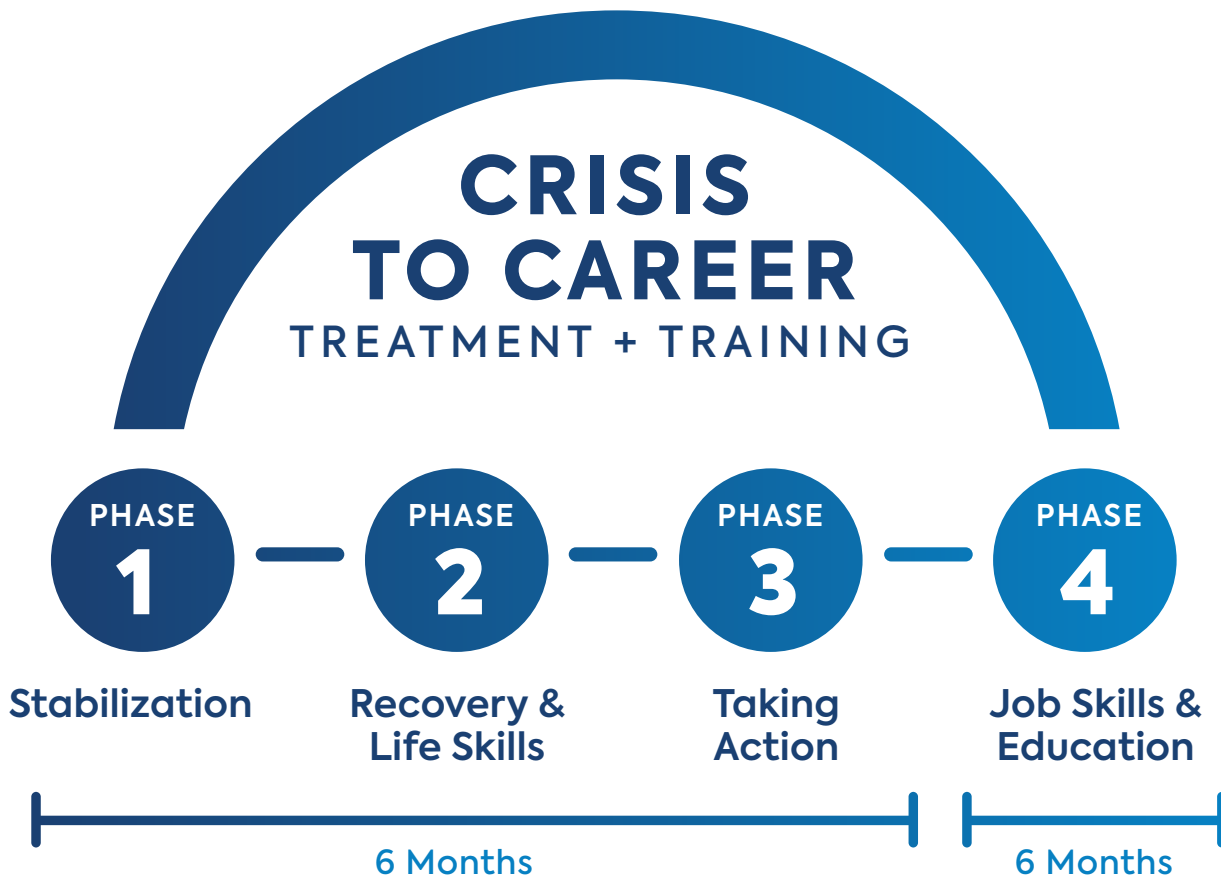 CRISIS
TO CAREER
TREATMENT + TRAINING
PHASE
1
PHASE
2
PHASE
3
PHASE
4
Stabilization
Recovery &
Life Skills
Taking
Action
Job Skills &
Education
6 Months
6 Months